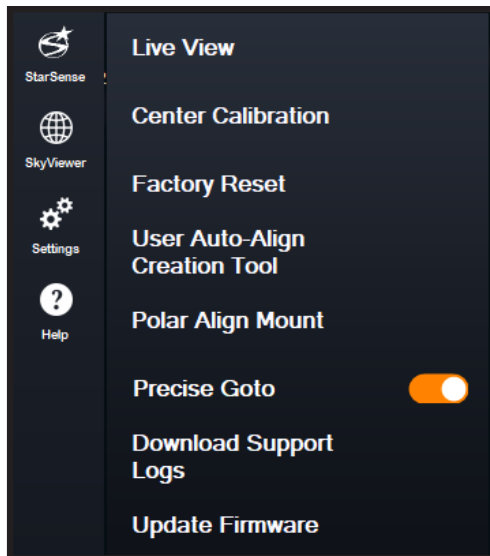 StarSense
SkyViewer
Settings
?
Help
Live View
Center Calibration
Factory Reset
User Auto-Align
Creation Tool
Polar Align Mount
Precise Goto
Download Support
Logs
Update Firmware